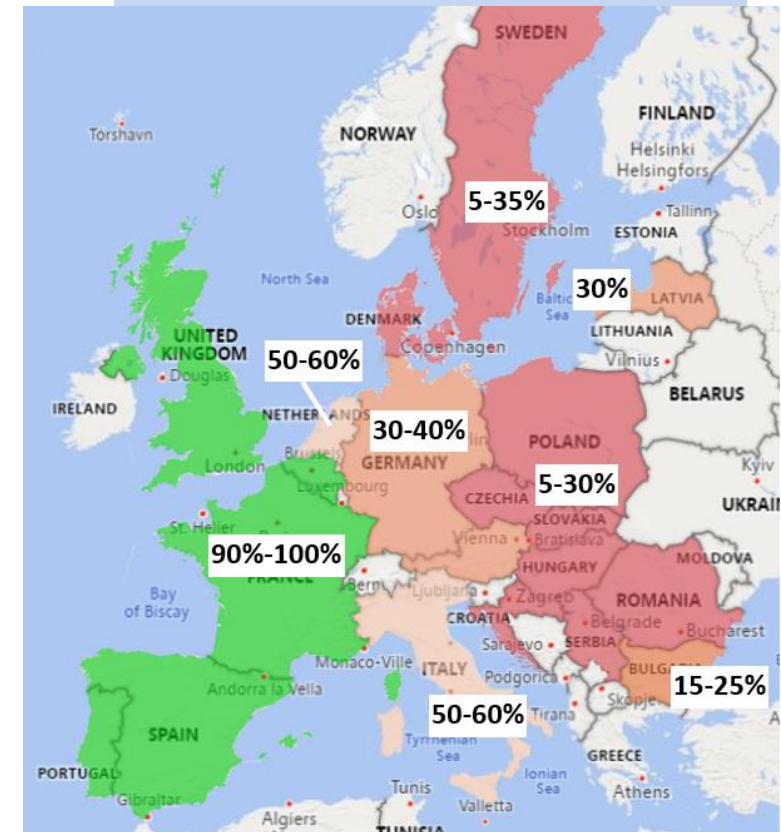 SWEDEN
FINLAND
Tórshavn
NORWAY
Helsinki
Helsingfors
5-35%
Oslo
Tallinn
Stockholm
ESTONIA
North Sea
30%
Baltic
Sea
LATVIA
DENMARK
LITHUANIA
UNITED
KINGDOM
Copenhagen
50-60%
Vilnius
Douglas
BELARUS
IRELAND
NETHERLANDS
30-40%
POLAND
London
Brussels
GERMANY
Kyiv
Luxembourg
CZECHIA
5-30%
UKRAI
St. Helier
SLOVAKIA
Vienna
Bratislava
90%-100%
MOLDOVA
FRANCE
Bern
HUNGARY
Bay
of Biscay
Ljubljana
Zagreb
ROMANIA
CROATIA
Belgrade
Bucharest
Monaco-Ville
ITALY
Sarajevo
SERBIA
Andorra la Vella
Podgorica
BULGARIA
15-25%
Skopje
50-60%
Tirana
SPAIN
Tyrrhenian
Sea
PORTUGAL
Ionian
Sea
GREECE
Gibraltar
Tunis
Athens
Algiers
Valletta
TUNISIA